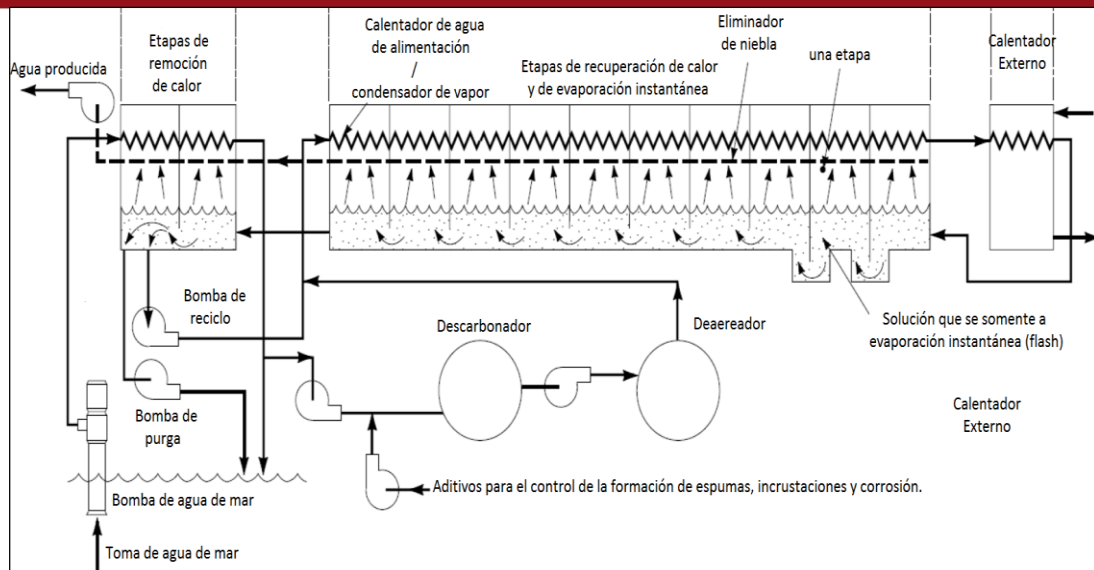 Etapas de
remoción
de calor
Calentador de agua
de alimentación
/
condensador de vapor
Eliminador
de niebla
Calentador
Externo
una etapa
Etapas de recuperación de calor
y de evaporación instantánea
Agua producida
Bomba de
reciclo
Descarbonador
Deaereador
Solución que se somente a
evaporación instantánea (flash)
Bomba de
purga
Calentador
Externo
Bomba de agua de mar
Aditivos para el control de la formación de espumas, incrustaciones y corrosión.
Toma de agua de mar